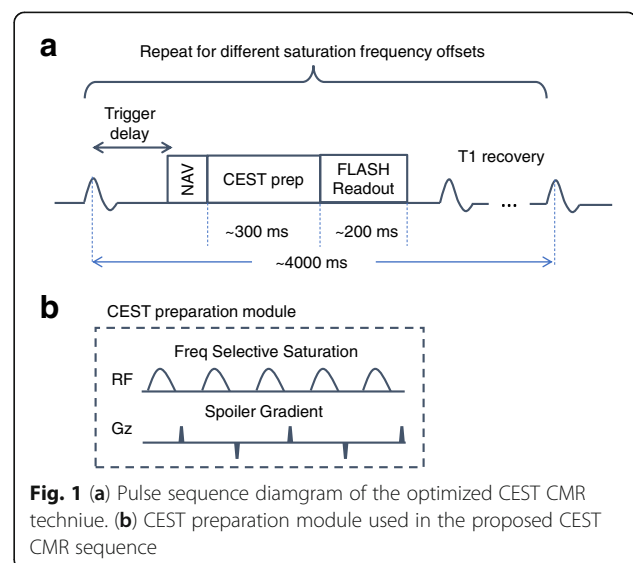 a
Repeat for different saturation frequency offsets
Trigger
delay
NAV
CEST prep
FLASH
Readout
T1 recovery
...
~300 ms
~200 ms
~4000 ms
b
CEST preparation module
Freq Selective Saturation
RF
Spoiler Gradient
Gz
Fig. 1 (a) Pulse sequence diamgram of the optimized CEST CMR
techniue. (b) CEST preparation module used in the proposed CEST
CMR sequence